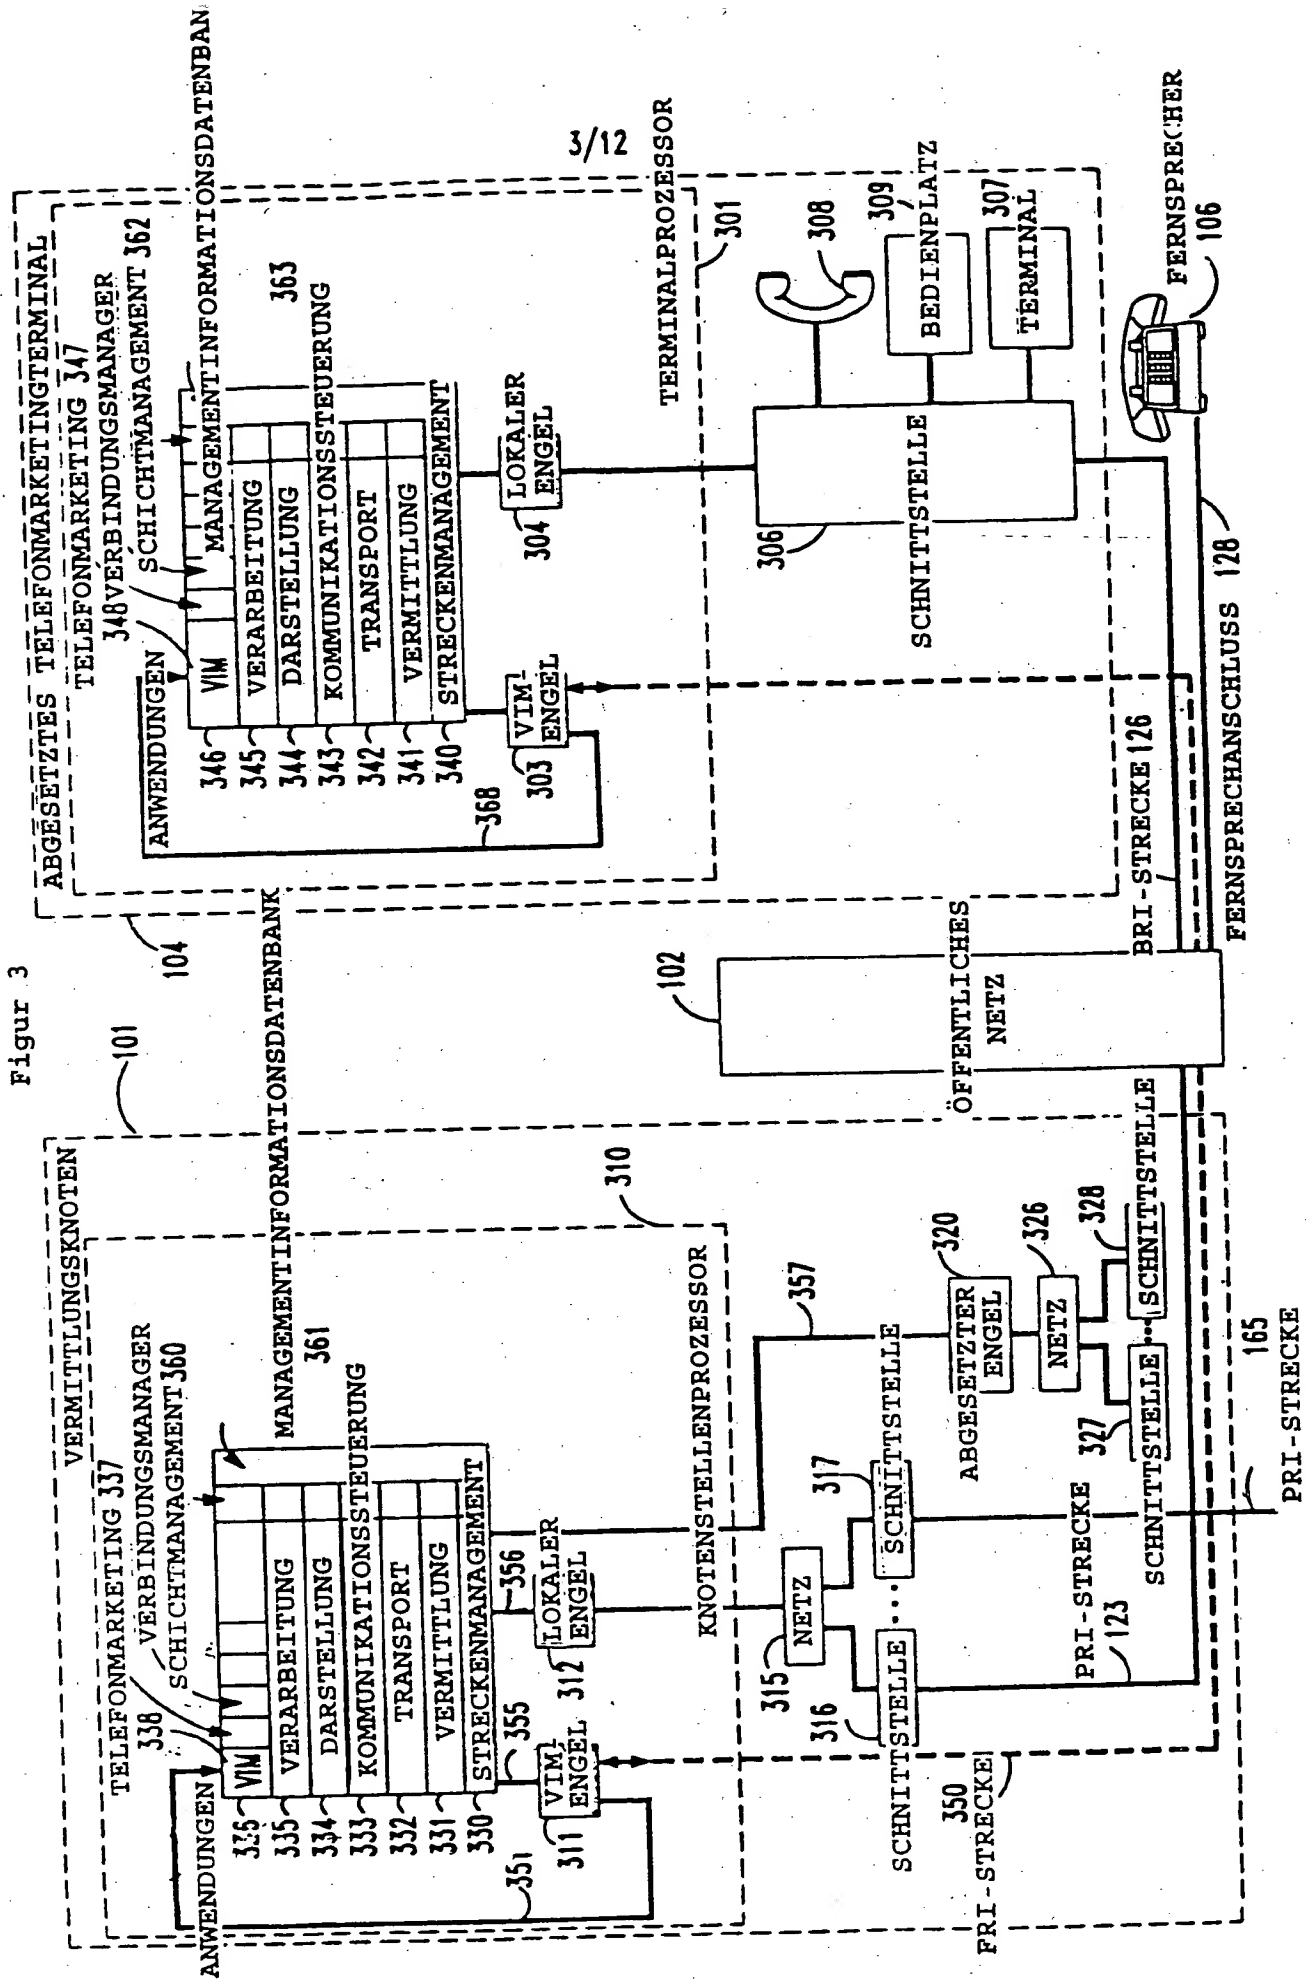 Figur 3
3/12
101
VERMITTLUNGSKNOTEN
TELEFONMARKETING 337
VERBINDUNGSMANAGER
SCHICHTMANAGEMENT 360
338
ANWENDUNGEN
MANAGEMENTINFORMATIONSDATENBANK
361
336
VIM
335
VERARBEITUNG
334
DARSTELLUNG
333
KOMMUNIKATIONSSTEUERUNG
332
TRANSPORT
331
VERMITTLUNG
330
STRECKENMANAGEMENT
355
356
351
311
VIM-
ENGEL
312
LOKALER
ENGEL
310
KNOTENSTELLENPROZESSOR
357
315
NETZ
317
316
SCHNITTSTELLE
SCHNITTSTELLE
320
ABGESETZTER
ENGEL
326
NETZ
328
SCHNITTSTELLE
327
SCHNITTSTELLE
SCHNITTSTELLE
PRI-STRECKE
123
350
FRI-STRECKE
165
PRI-STRECKE
102
ÖFFENTLICHES
NETZ
104
ABGESETZTES TELEFONMARKETINGTERMINAL
TELEFONMARKETING 347
348 VERBINDUNGSMANAGER
SCHICHTMANAGEMENT 362
ANWENDUNGEN
MANAGEMENTINFORMATIONSDATENBAN
363
346
VIM
345
VERARBEITUNG
344
DARSTELLUNG
343
KOMMUNIKATIONSSTEUERUNG
342
TRANSPORT
341
VERMITTLUNG
340
STRECKENMANAGEMENT
368
303
VIM-
ENGEL
304
LOKALER
ENGEL
TERMINALPROZESSOR
301
306
SCHNITTSTELLE
308
309
BEDIENPLATZ
307
TERMINAL
FERNSPRECHER
106
BRI-STRECKE 126
FERNSPRECHANSCHLUSS 128